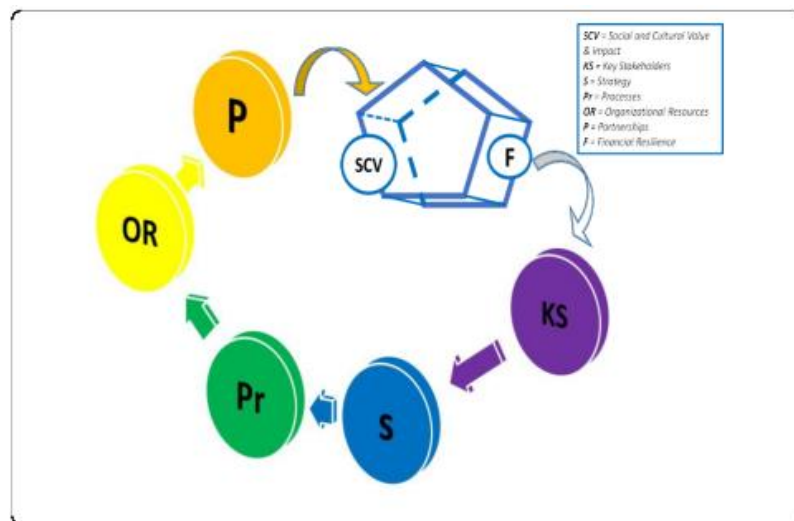 SCV = Social and Cultural Value
& Impact
KS = Key Stakeholders
S = Strategy
Pr = Processes
OR = Organizational Resources
P = Partnerships
F = Financial Resilience
P
SCV
F
OR
KS
Pr
S